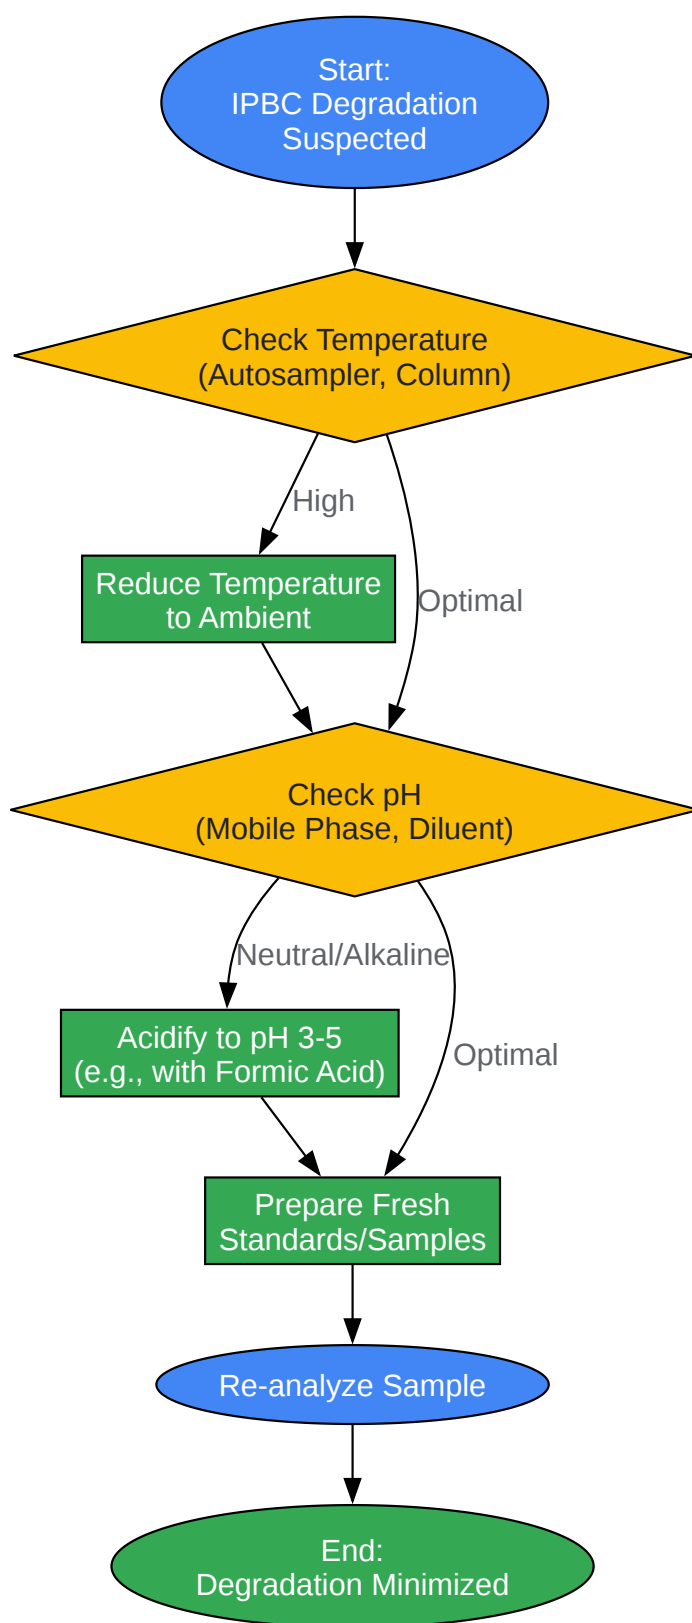 Start:
IPBC Degradation
Suspected
Check Temperature
(Autosampler, Column)
High
Reduce Temperature
to Ambient
Optimal
Check pH
(Mobile Phase, Diluent)
Neutral/Alkaline
Acidify to pH 3-5
(e.g., with Formic Acid)
Optimal
Prepare Fresh
Standards/Samples
Re-analyze Sample
End:
Degradation Minimized